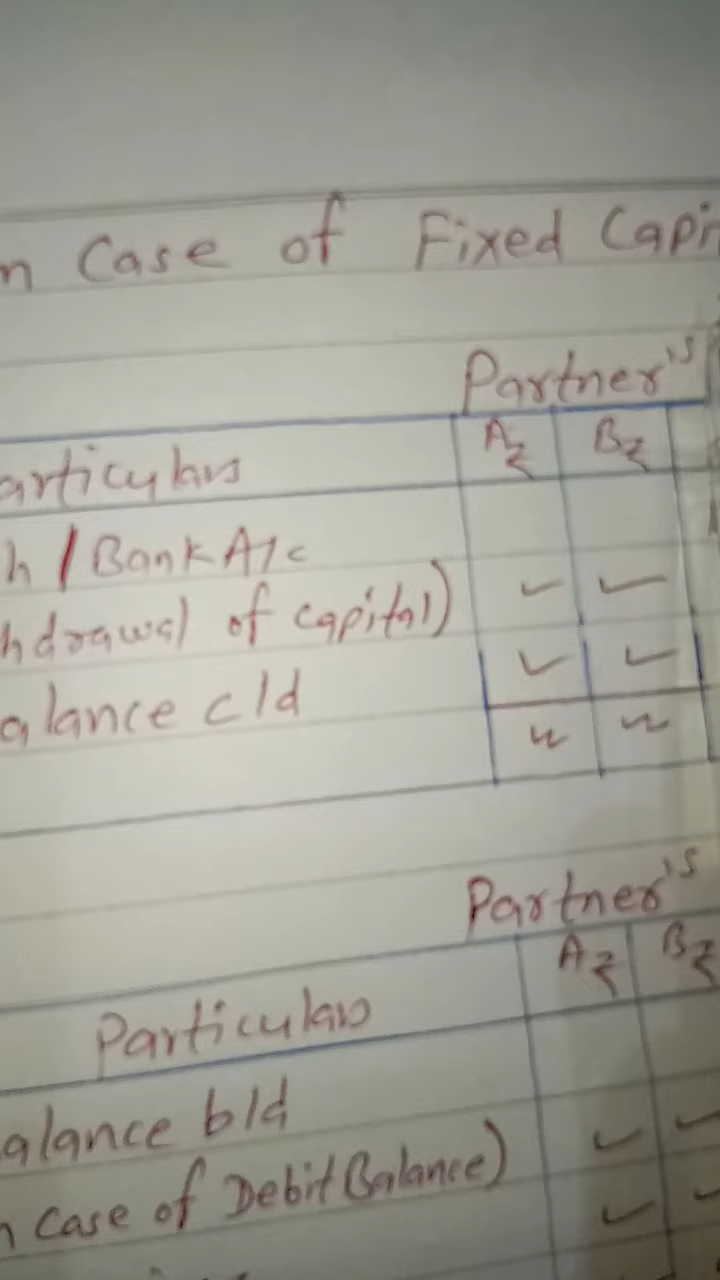 n Case of Fixed Capi
Partner's
articulars A₹ B₹
h / Bank A/c
hdrawal of capital)
alance c/d
Partner's
Particulars A₹ B₹
alance b/d
n case of Debit Balance)